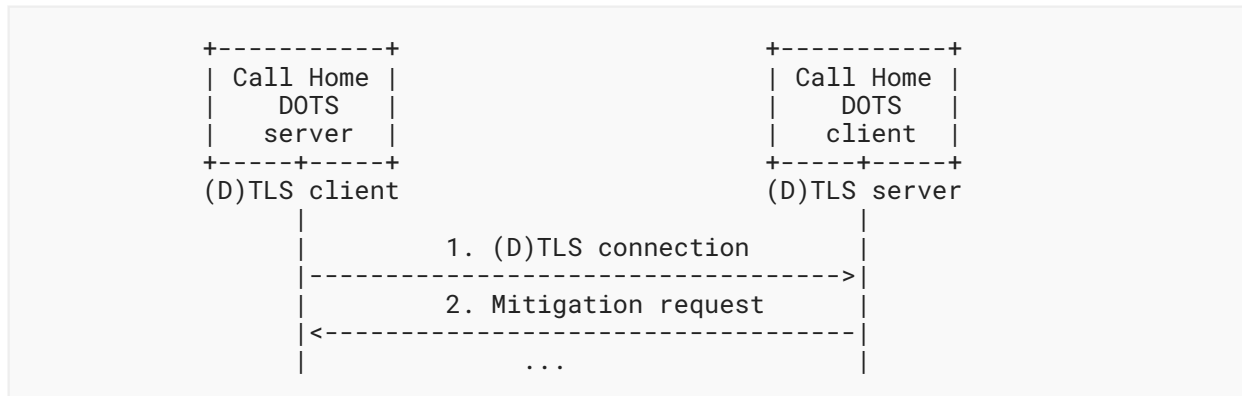 +-----------+                        +-----------+
| Call Home |                        | Call Home |
|    DOTS   |                        |    DOTS   |
|   server  |                        |   client  |
+-----+-----+                        +-----+-----+
(D)TLS client                        (D)TLS server
      |                                    |
      |         1. (D)TLS connection       |
      |----------------------------------->|
      |         2. Mitigation request      |
      |<-----------------------------------|
      |              ...                   |